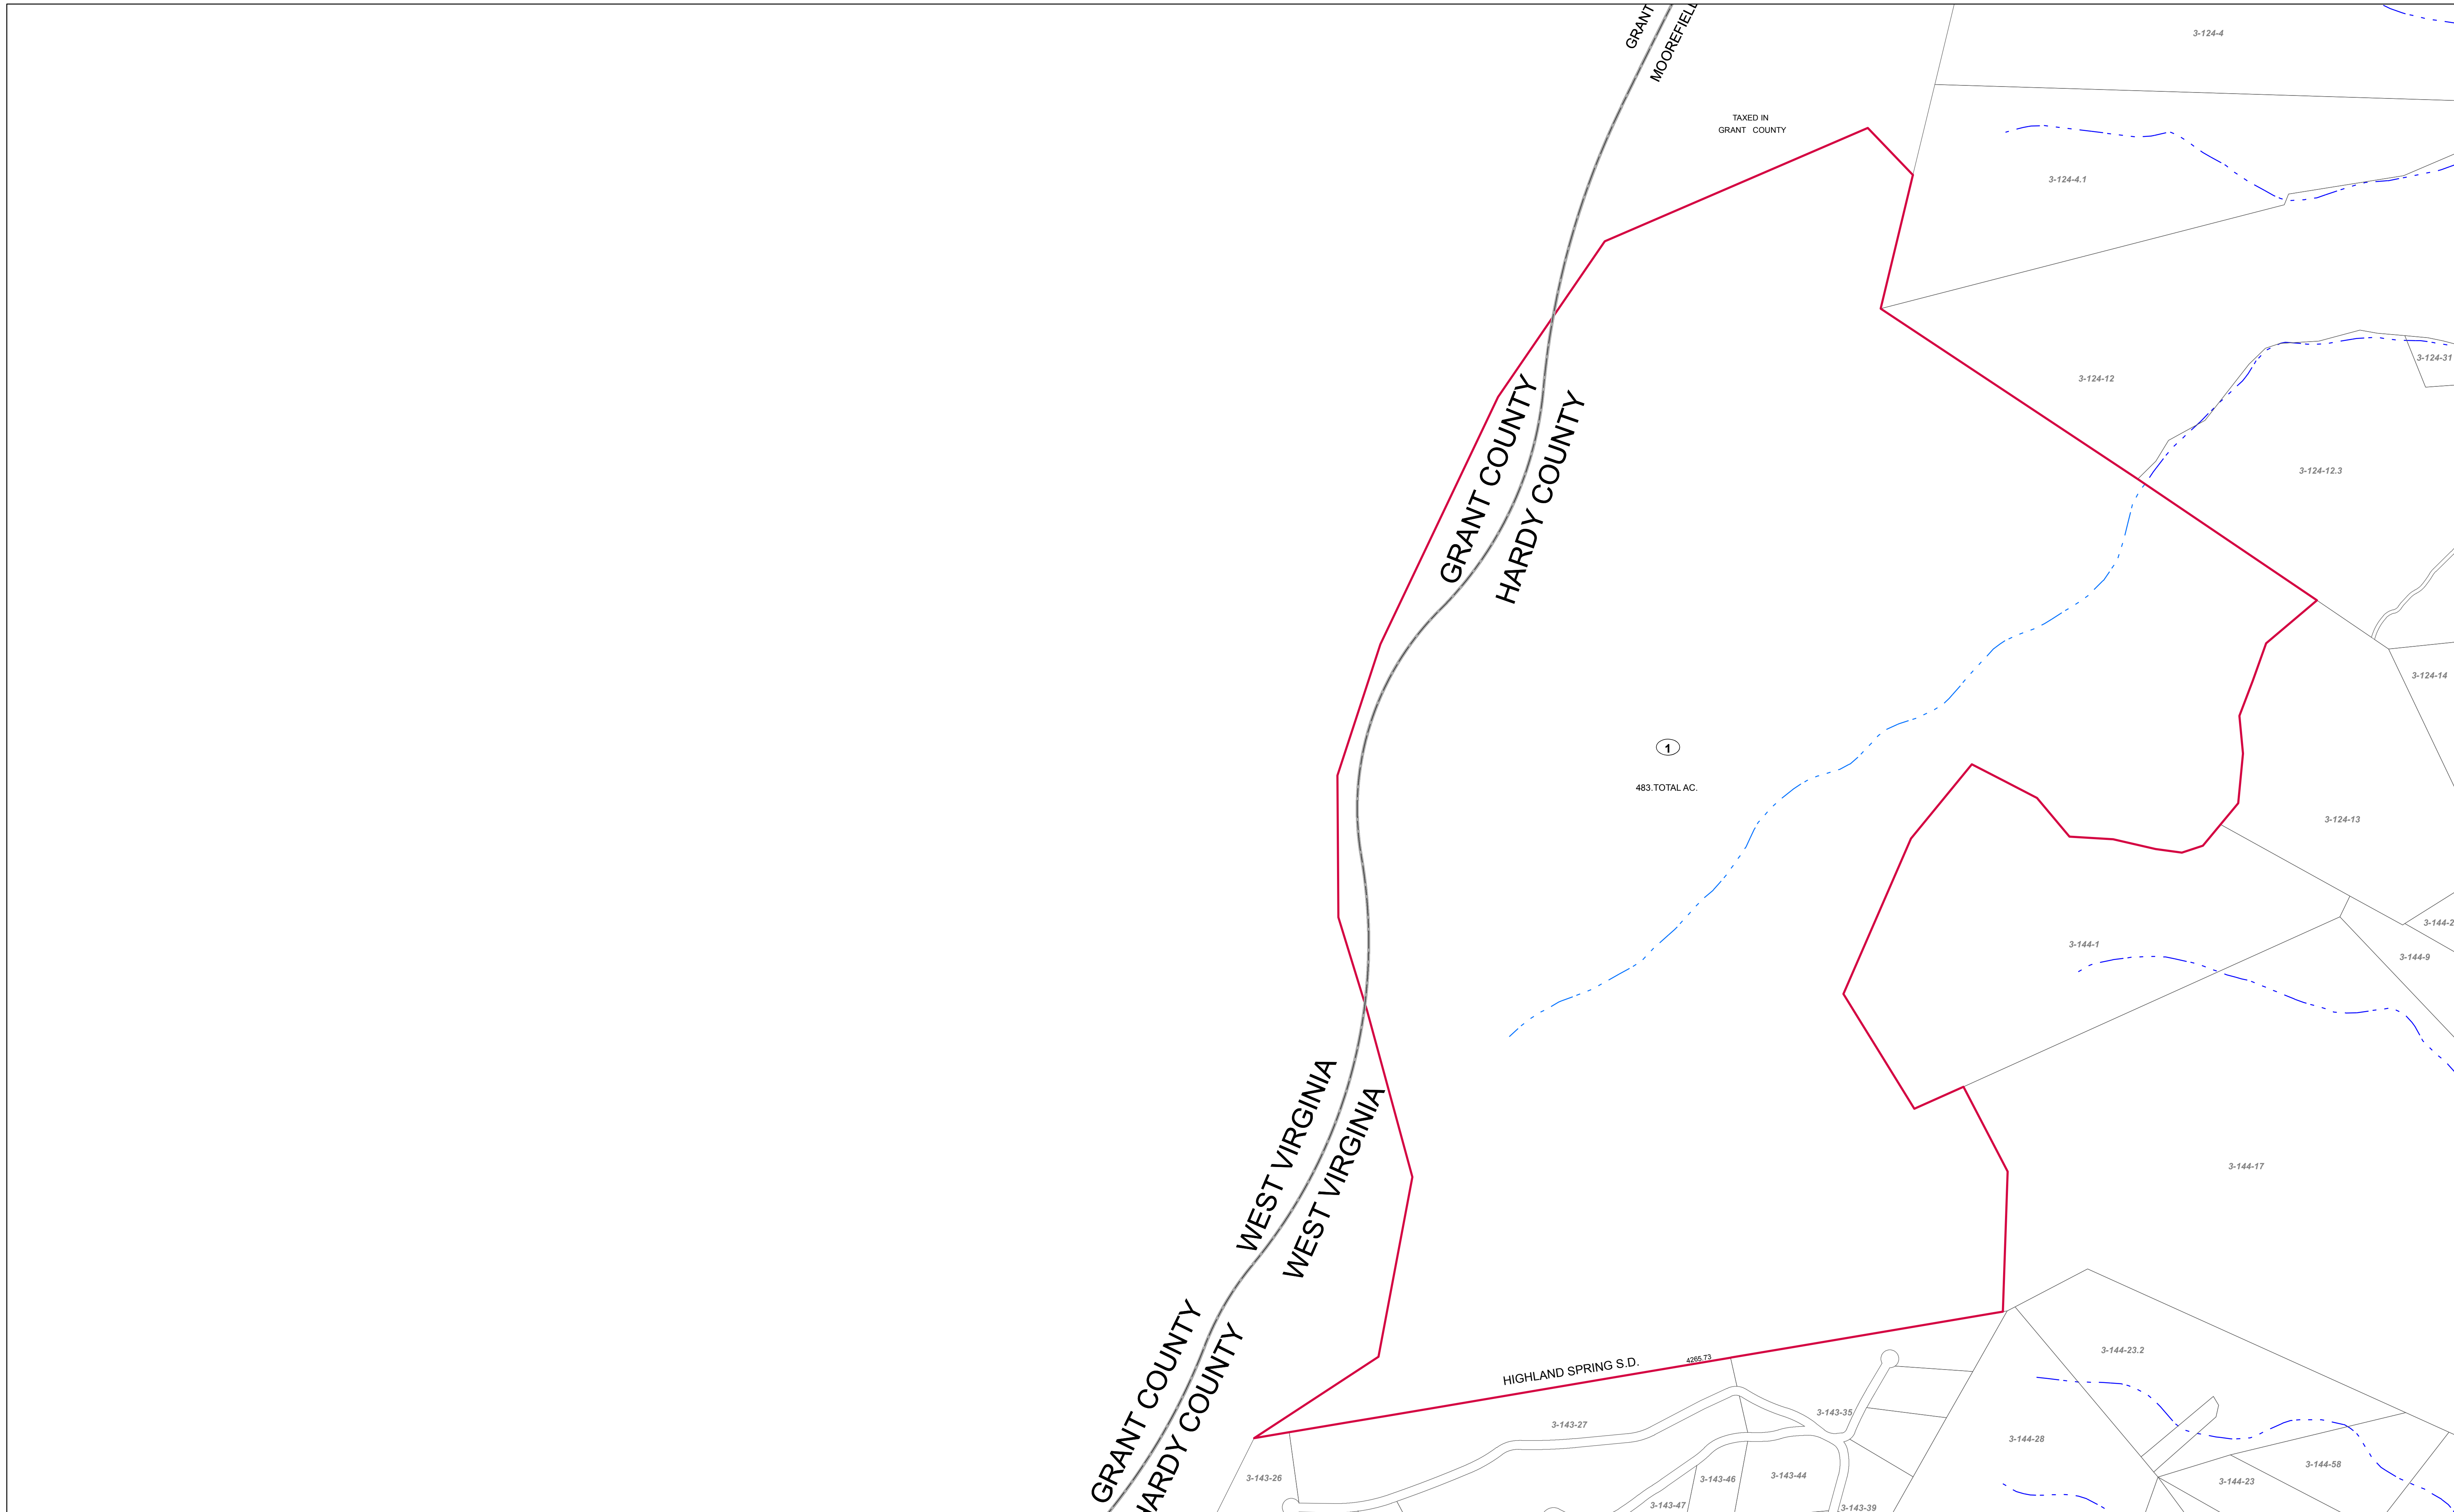 GRANT
MOOREFIELD
3-124-4
TAXED IN
GRANT COUNTY
3-124-4.1
3-124-31
3-124-12
GRANT COUNTY
HARDY COUNTY
3-124-12.3
3-124-14
1
483.TOTAL AC.
3-124-13
3-144-2
3-144-1
3-144-9
WEST VIRGINIA
WEST VIRGINIA
3-144-17
GRANT COUNTY
HARDY COUNTY
HIGHLAND SPRING S.D.
4265.73
3-144-23.2
3-143-27
3-143-35
3-144-28
3-144-58
3-143-26
3-143-46
3-143-44
3-144-23
3-143-47
3-143-39